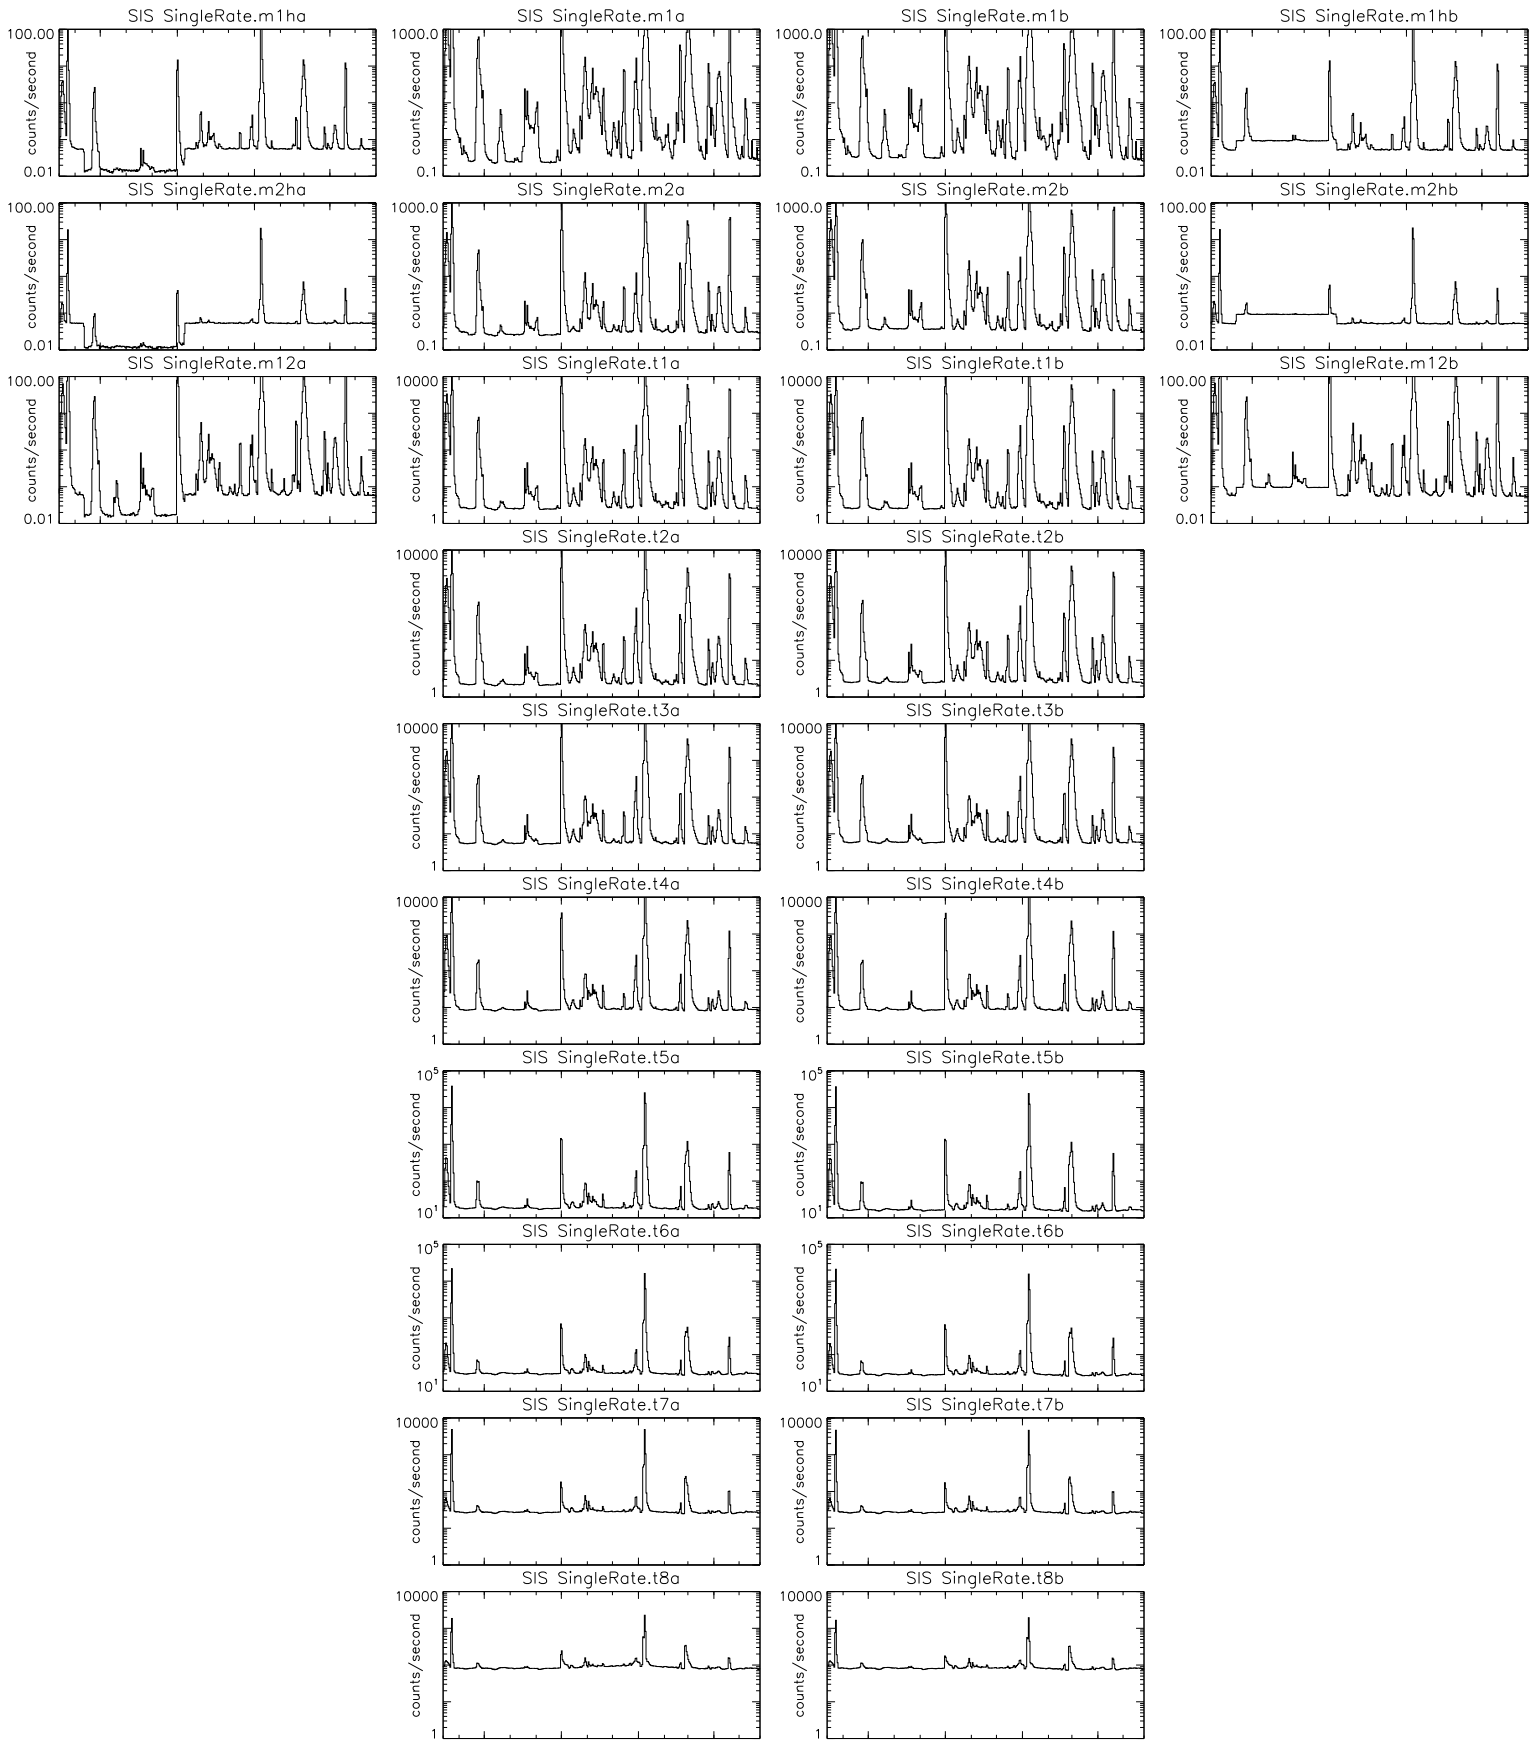 SIS SingleRate.m1ha SIS SingleRate.m1a SIS SingleRate.m1b SIS SingleRate.m1hb
100.00 1000.0 1000.0 100.00
counts/second counts/second counts/second counts/second
0.01 0.1 0.1 0.01
SIS SingleRate.m2ha SIS SingleRate.m2a SIS SingleRate.m2b SIS SingleRate.m2hb
100.00 1000.0 1000.0 100.00
counts/second counts/second counts/second counts/second
0.01 0.1 0.1 0.01
SIS SingleRate.m12a SIS SingleRate.t1a SIS SingleRate.t1b SIS SingleRate.m12b
100.00 10000 10000 100.00
counts/second counts/second counts/second counts/second
0.01 1 1 0.01
SIS SingleRate.t2a SIS SingleRate.t2b
10000 10000
counts/second counts/second
1 1
SIS SingleRate.t3a SIS SingleRate.t3b
10000 10000
counts/second counts/second
1 1
SIS SingleRate.t4a SIS SingleRate.t4b
10000 10000
counts/second counts/second
1 1
SIS SingleRate.t5a SIS SingleRate.t5b
10⁵ 10⁵
counts/second counts/second
10¹ 10¹
SIS SingleRate.t6a SIS SingleRate.t6b
10⁵ 10⁵
counts/second counts/second
10¹ 10¹
SIS SingleRate.t7a SIS SingleRate.t7b
10000 10000
counts/second counts/second
1 1
SIS SingleRate.t8a SIS SingleRate.t8b
10000 10000
counts/second counts/second
1 1